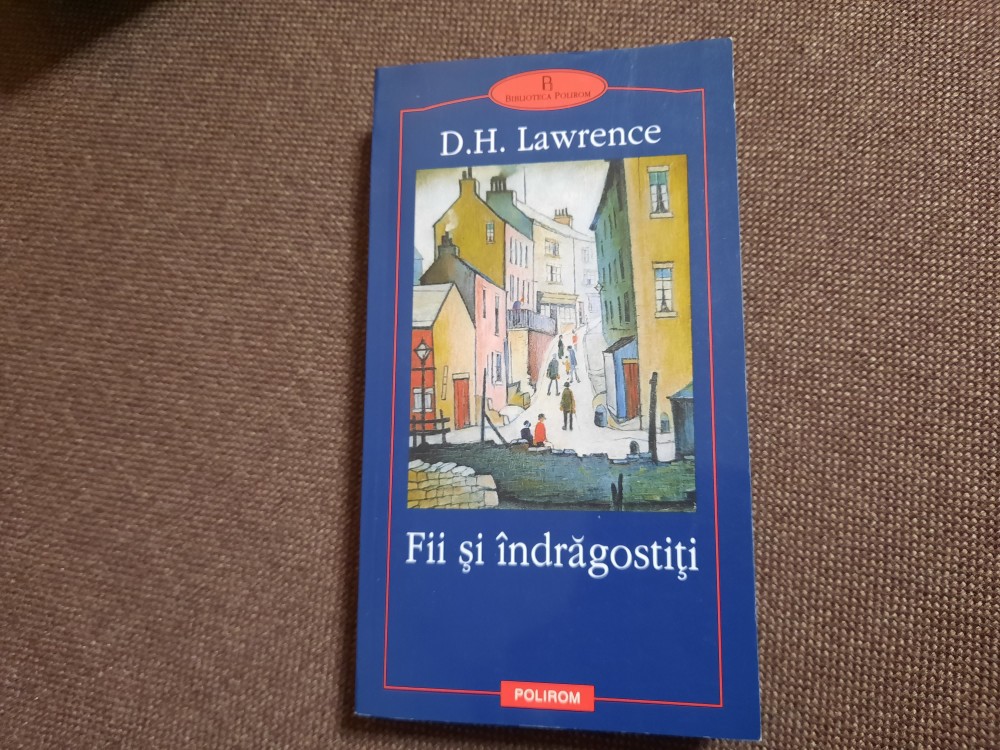 BIBLIOTECA POLIROM
D.H. Lawrence
Fii şi îndrăgostiţi
POLIROM